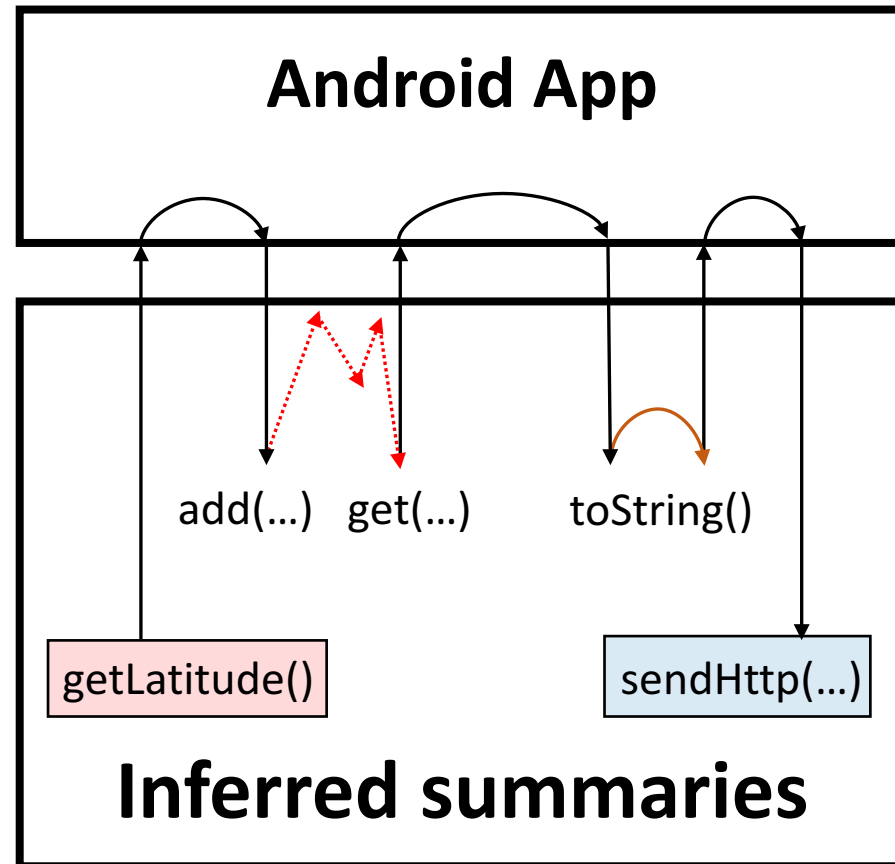 Android App
add(...) get(...) toString()
getLatitude() sendHttp(...)
Inferred summaries